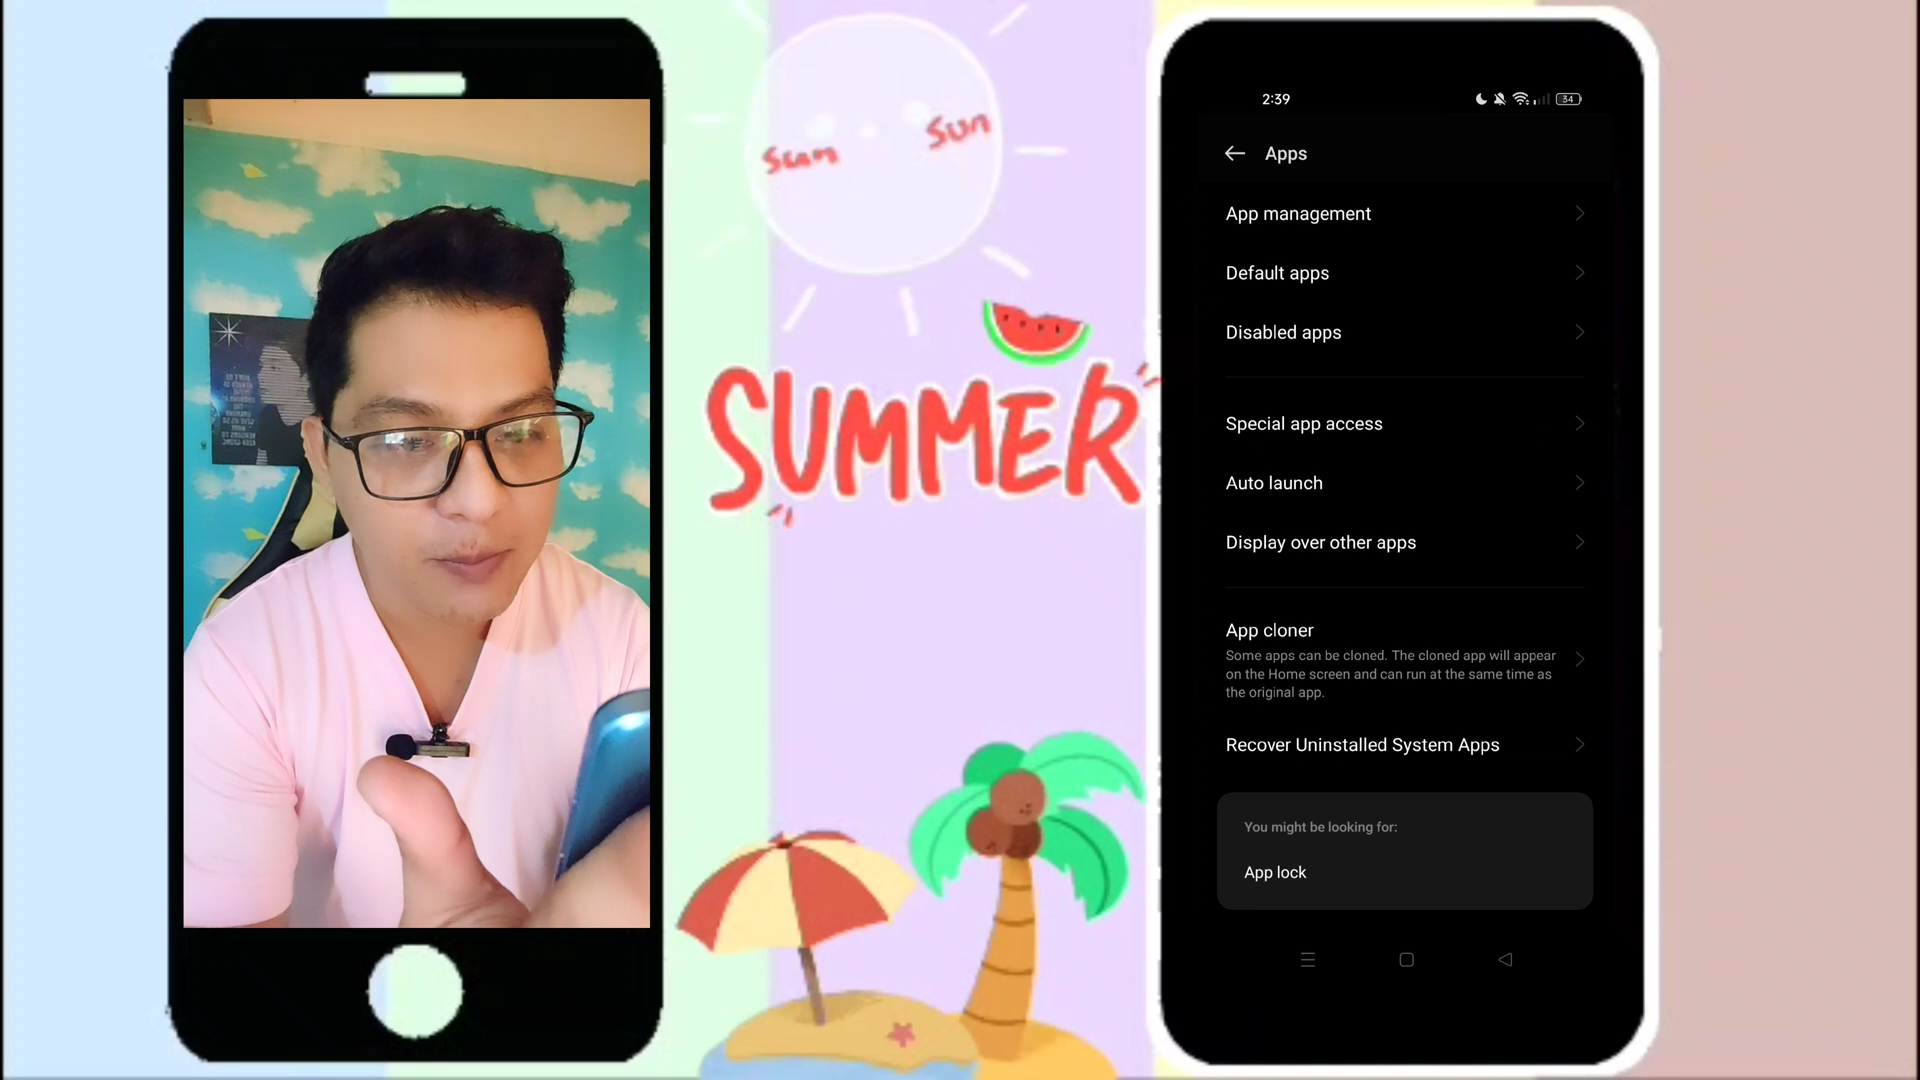 Sum
Sun
SUMMER
2:39
34
Apps
App management
Default apps
Disabled apps
Special app access
Auto launch
Display over other apps
App cloner
Some apps can be cloned. The cloned app will appear
on the Home screen and can run at the same time as
the original app.
Recover Uninstalled System Apps
You might be looking for:
App lock